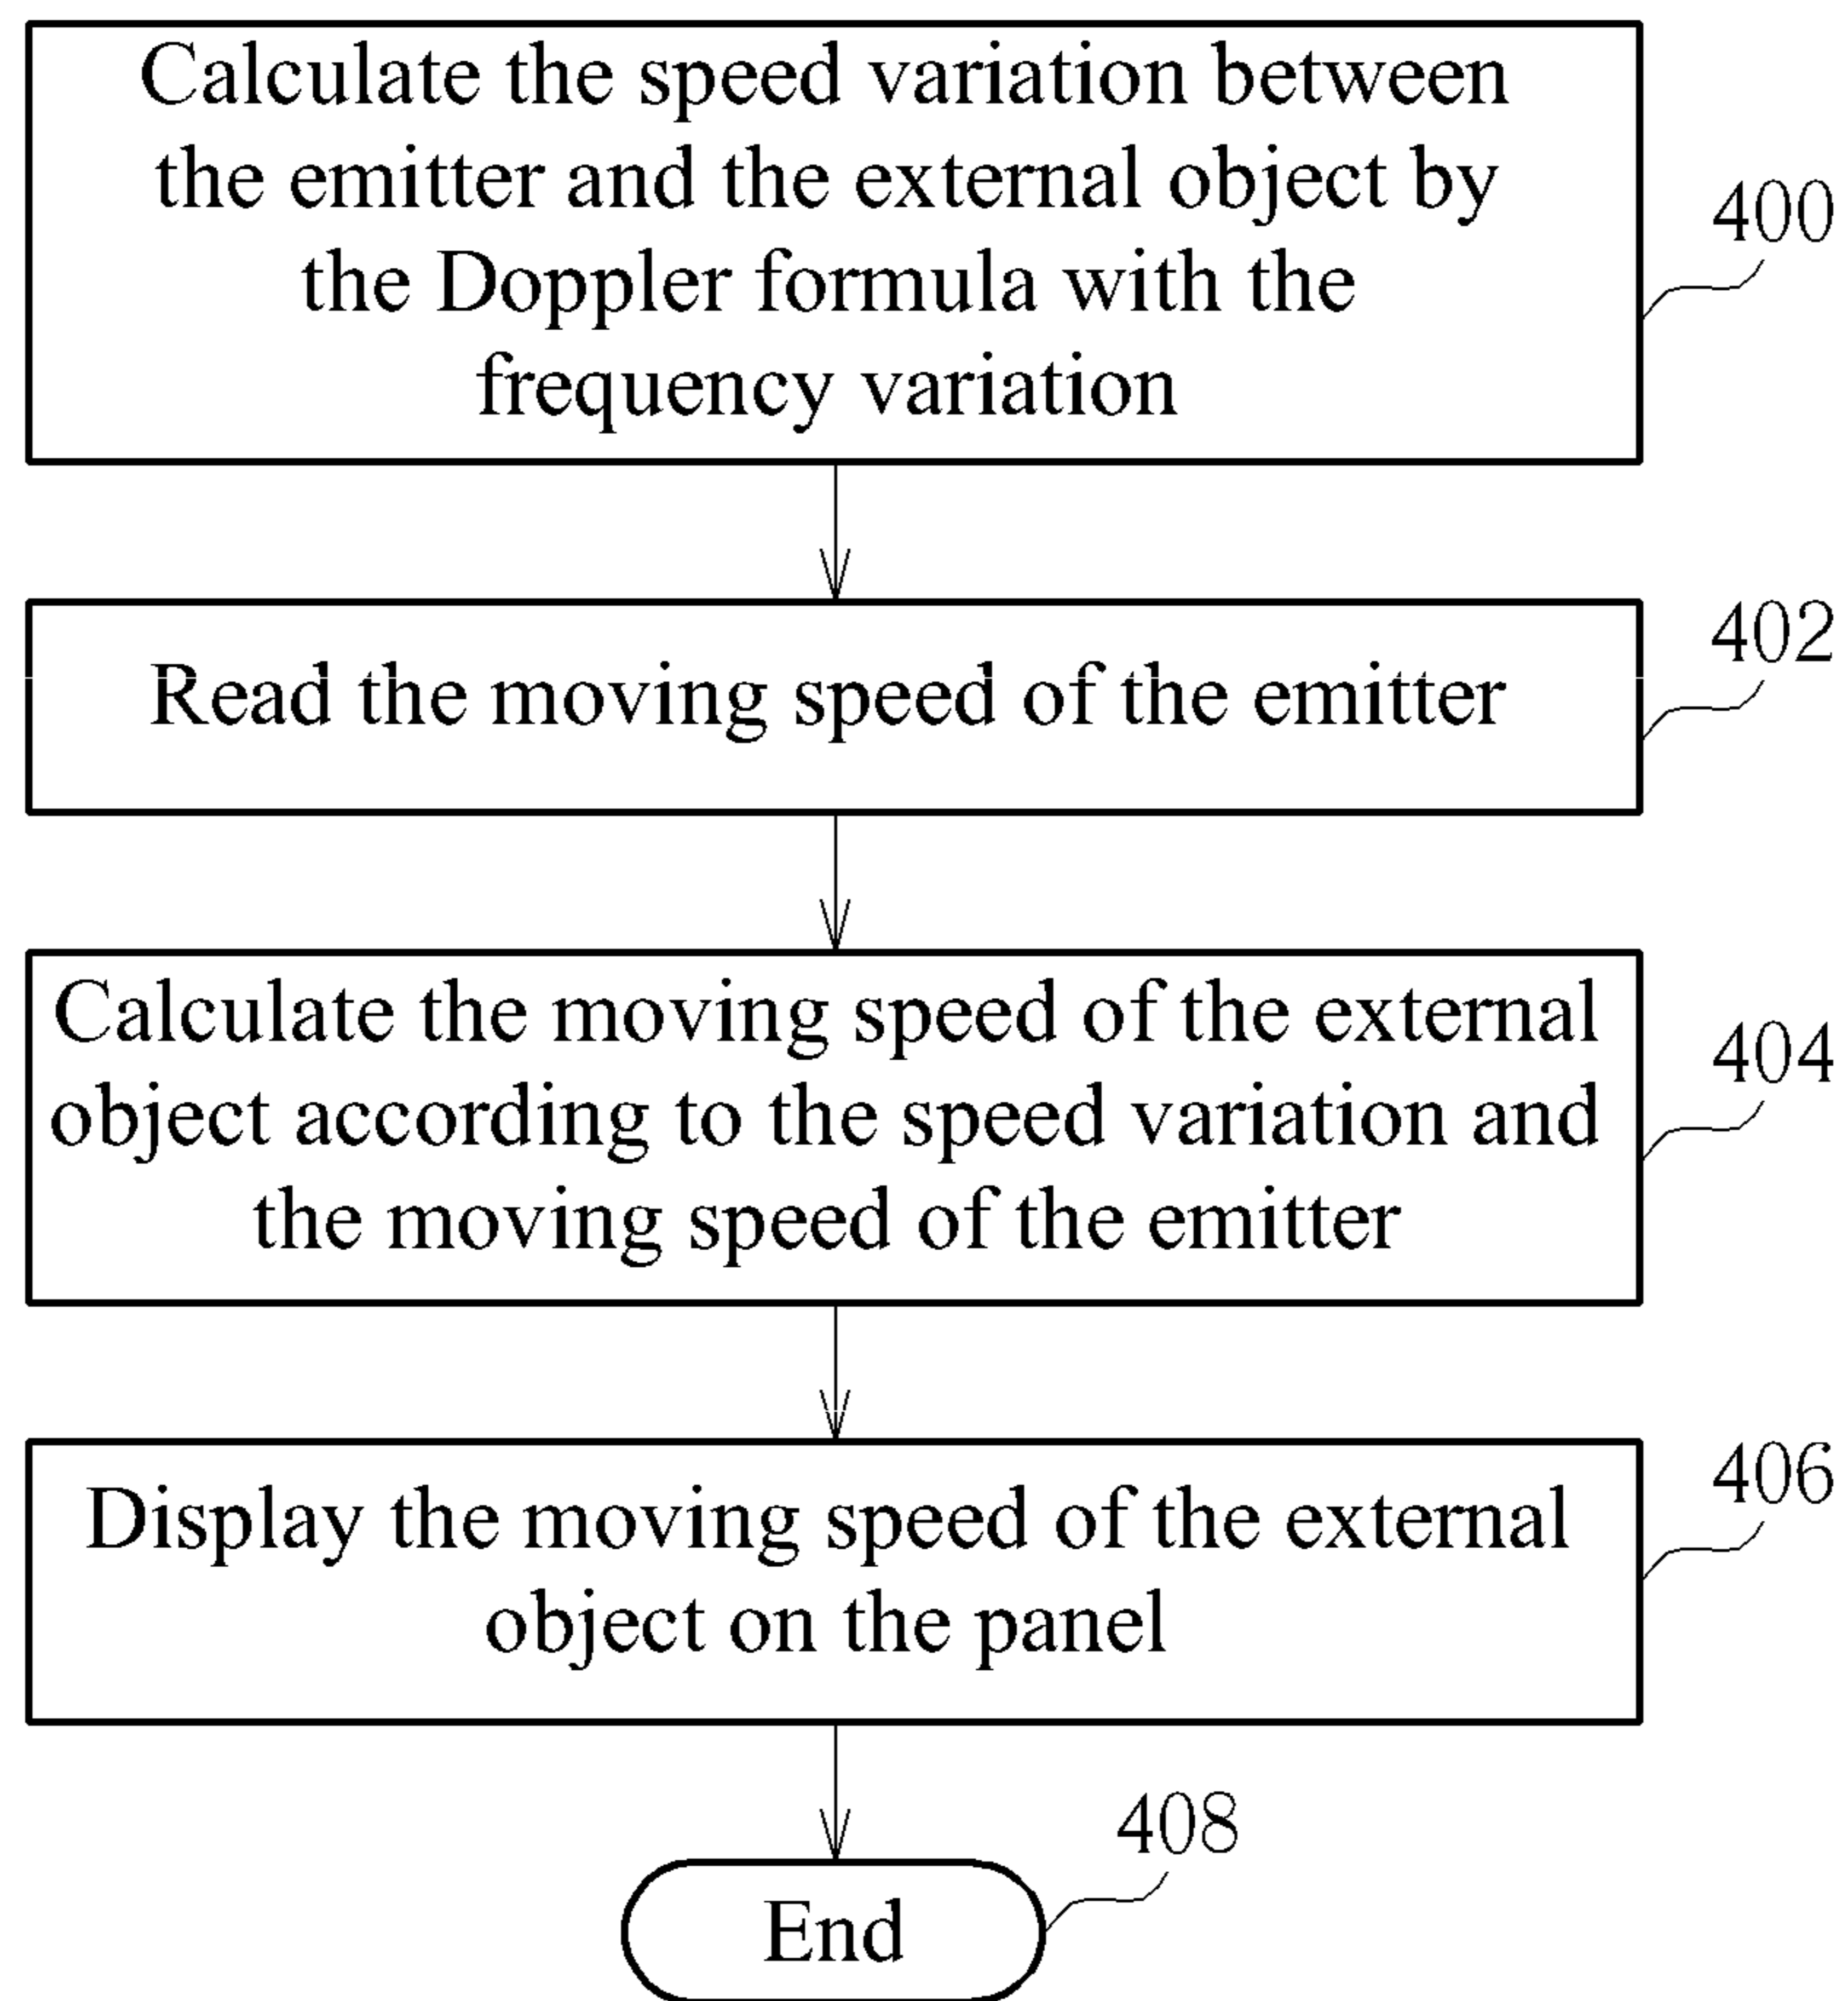 Calculate the speed variation between
the emitter and the external object by
the Doppler formula with the
frequency variation
400
Read the moving speed of the emitter
402
Calculate the moving speed of the external
object according to the speed variation and
the moving speed of the emitter
404
Display the moving speed of the external
object on the panel
406
End
408